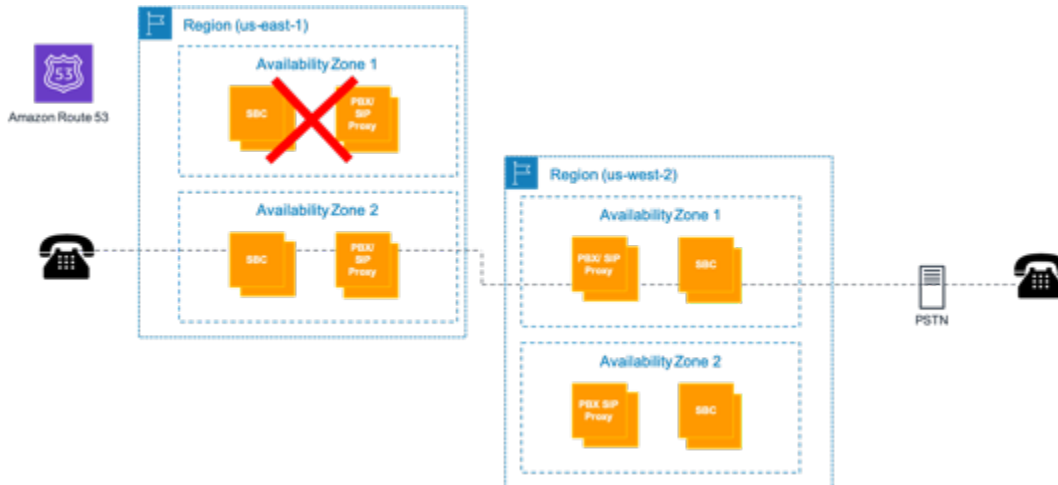 Region (us-east-1)
Availability Zone 1
53
Amazon Route 53
SBC
PBX/
SIP
Proxy
Availability Zone 2
SBC
PBX/
SIP
Proxy
Region (us-west-2)
Availability Zone 1
PBX/ SIP
Proxy
SBC
PSTN
Availability Zone 2
PBX SIP
Proxy
SBC